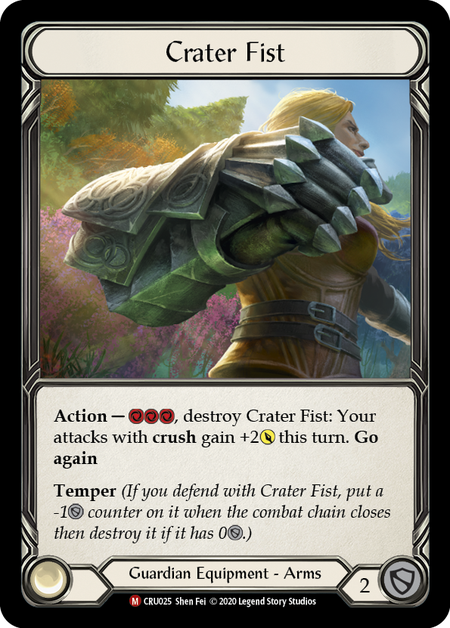 Crater Fist
Action — , destroy Crater Fist: Your
attacks with crush gain +2 this turn. Go
again
Temper (If you defend with Crater Fist, put a
-1 counter on it when the combat chain closes
then destroy it if it has 0 .)
Guardian Equipment - Arms
2
M CRU025 Shen Fei © 2020 Legend Story Studios